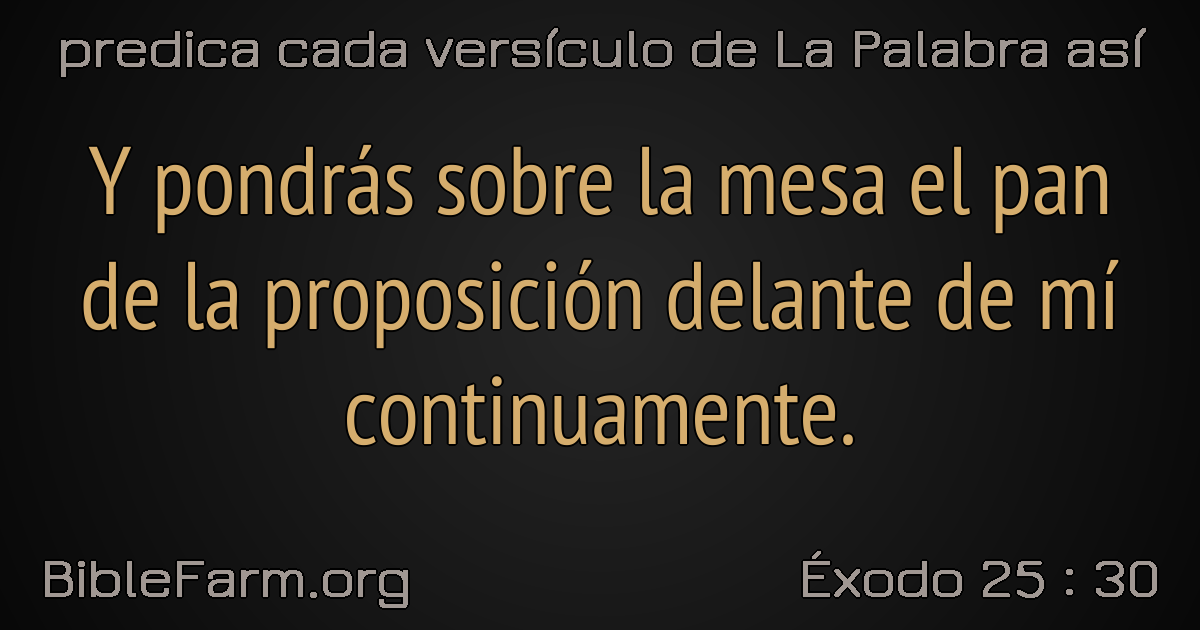 predica cada versículo de La Palabra así
Y pondrás sobre la mesa el pan
de la proposición delante de mí
continuamente.
BibleFarm.org
Éxodo 25 : 30